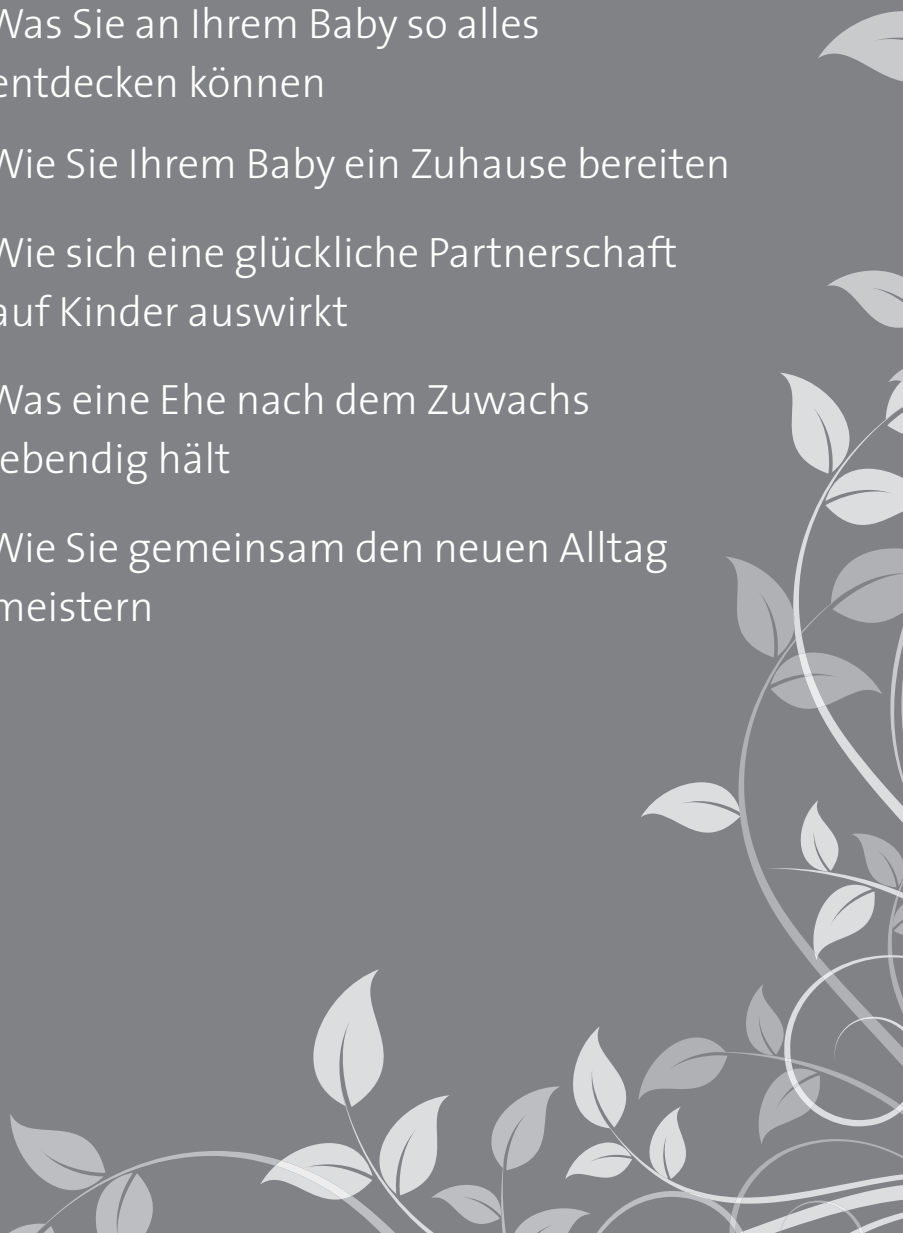 Was Sie an Ihrem Baby so alles
entdecken können
Wie Sie Ihrem Baby ein Zuhause bereiten
Wie sich eine glückliche Partnerschaft
auf Kinder auswirkt
Was eine Ehe nach dem Zuwachs
lebendig hält
Wie Sie gemeinsam den neuen Alltag
meistern